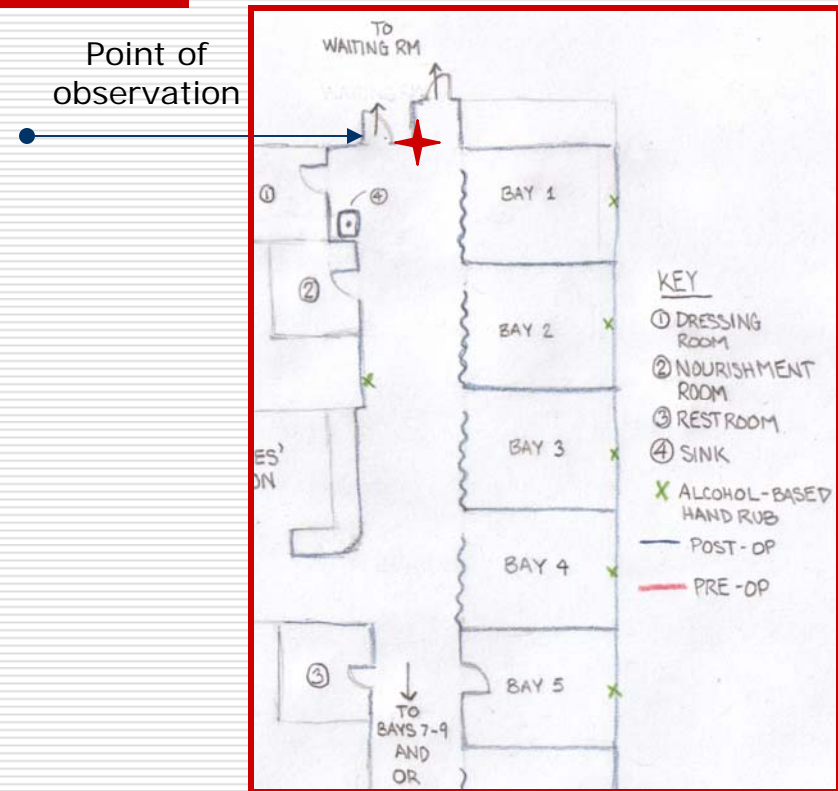 Point of
observation
TO
WAITING RM
①
④
②
BAY 1
BAY 2
BAY 3
BAY 4
BAY 5
ES'
ON
③
TO
BAYS 7-9
AND
OR
KEY
① DRESSING
ROOM
② NOURISHMENT
ROOM
③ RESTROOM
④ SINK
X ALCOHOL-BASED
HAND RUB
POST-OP
PRE-OP